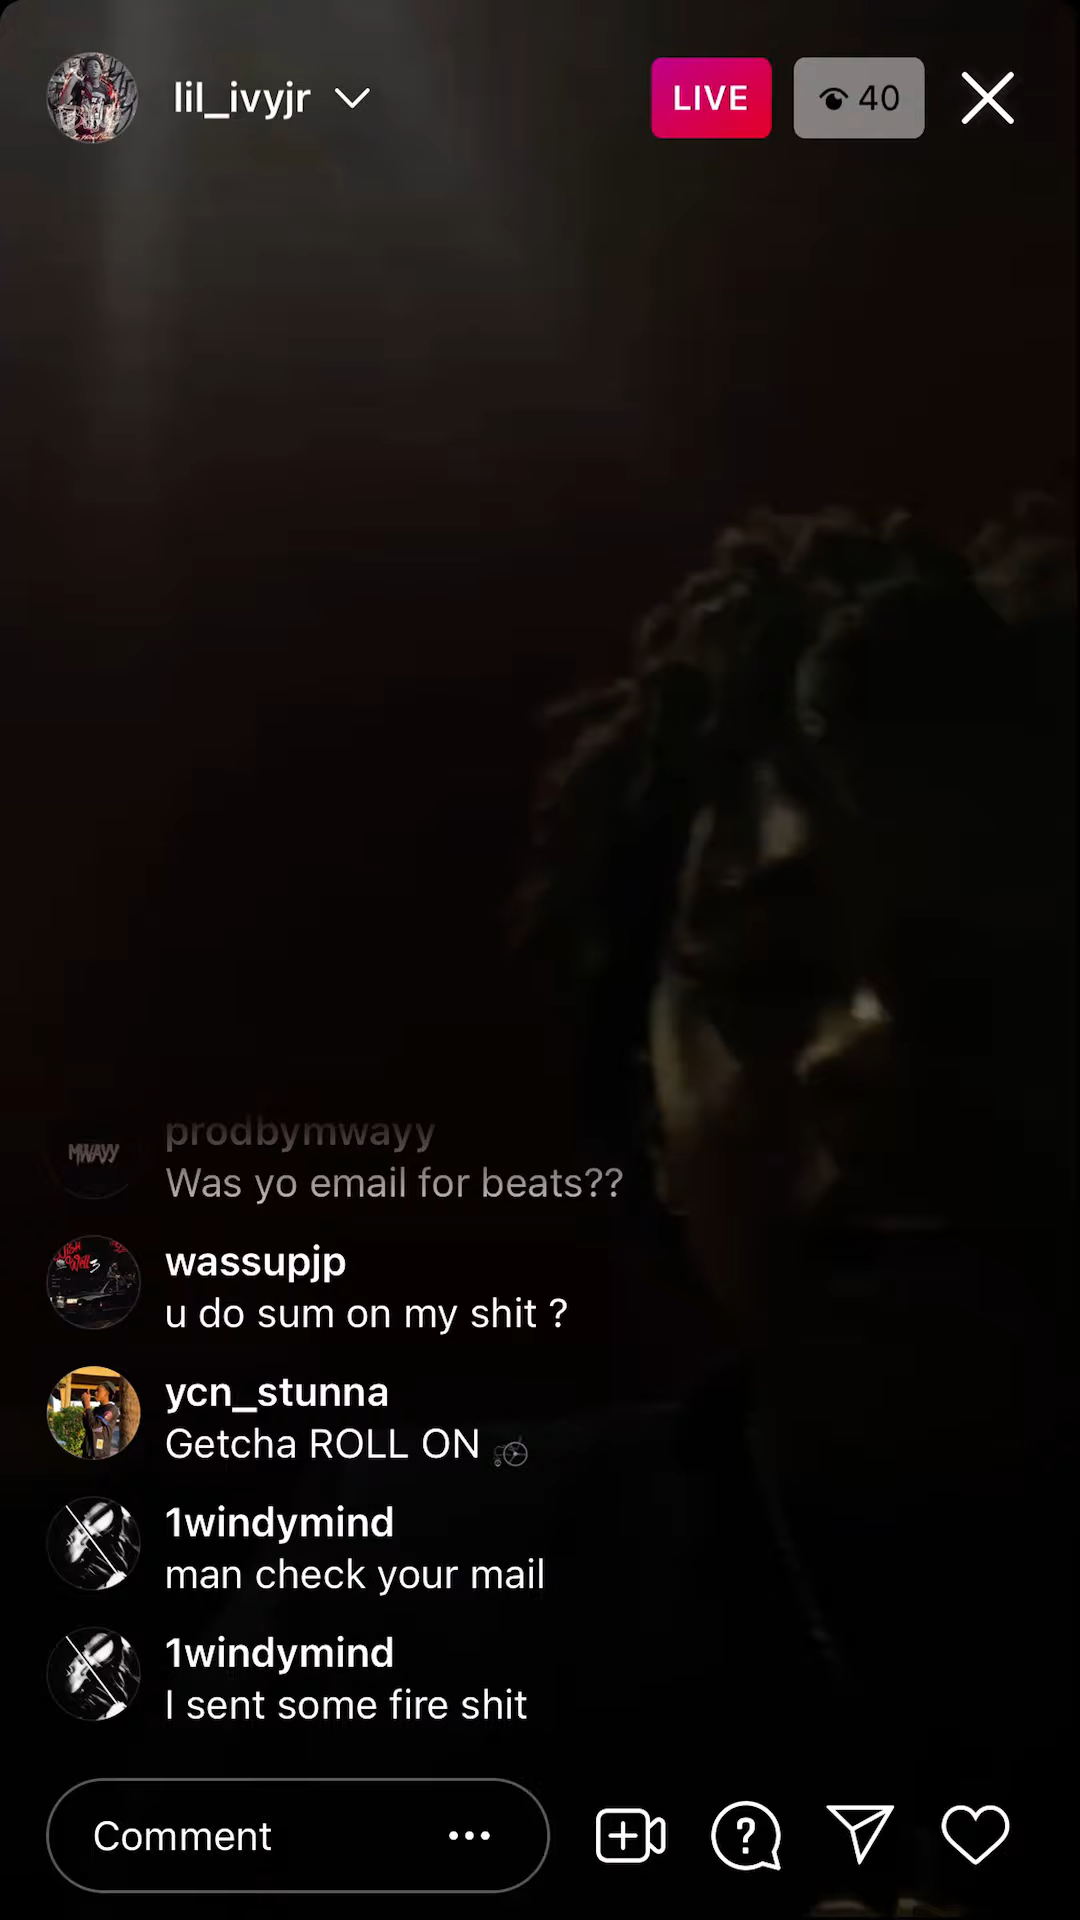 lil_ivyjr
LIVE
40
MWAYY
prodbymwayy
Was yo email for beats??
wassupjp
u do sum on my shit ?
ycn_stunna
Getcha ROLL ON
1windymind
man check your mail
1windymind
I sent some fire shit
Comment